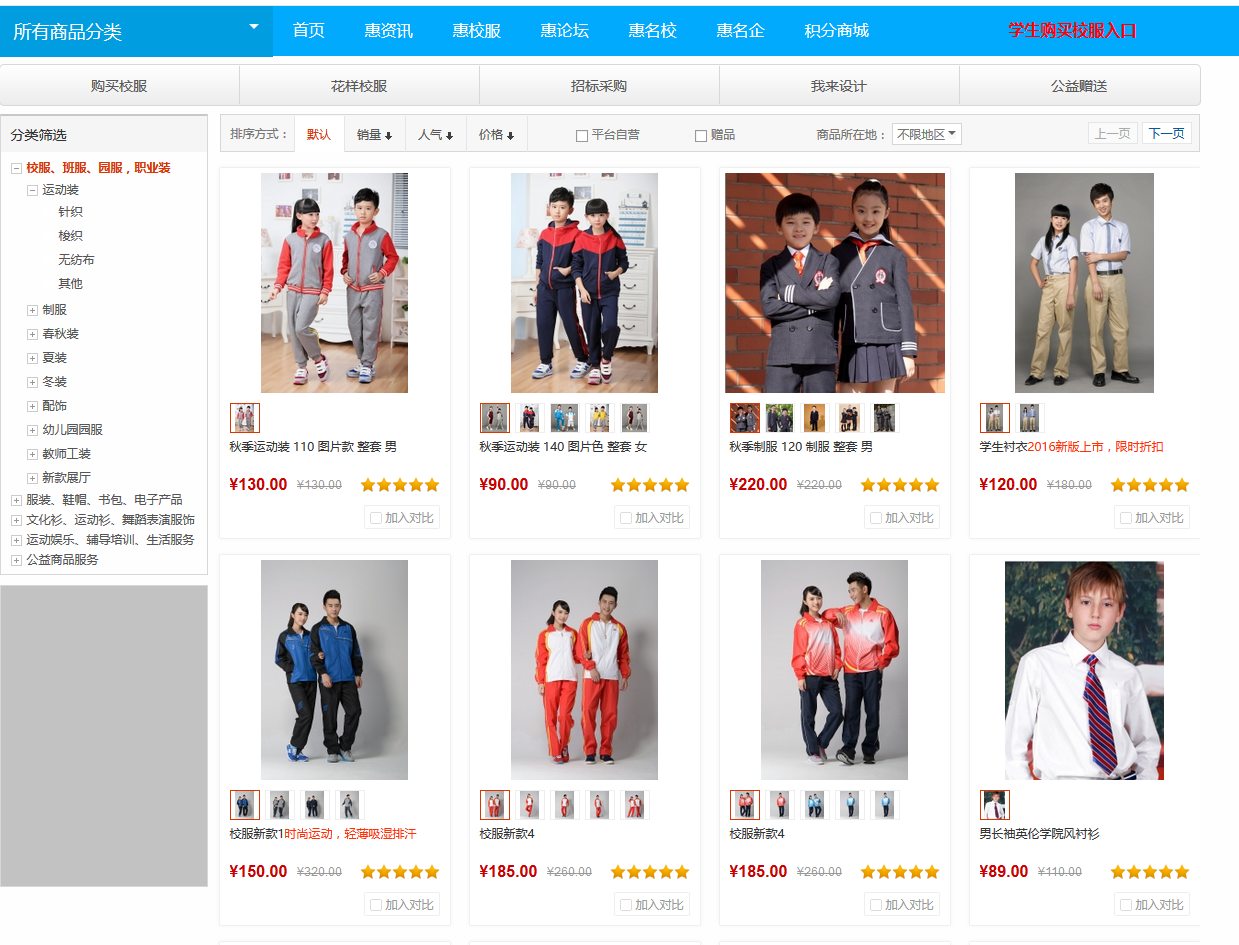 所有商品分类 首页 惠资讯 惠校服 惠论坛 惠名校 惠名企 积分商城 学生购买校服入口
购买校服 花样校服 招标采购 我来设计 公益赠送
分类筛选
校服、班服、园服，职业装
运动装
针织
梭织
无纺布
其他
制服
春秋装
夏装
冬装
配饰
幼儿园园服
教师工装
新款展厅
服装、鞋帽、书包、电子产品
文化衫、运动衫、舞蹈表演服饰
运动娱乐、辅导培训、生活服务
公益商品服务
排序方式： 默认 销量 人气 价格 平台自营 赠品 商品所在地： 不限地区 上一页 下一页
秋季运动装 110 图片款 整套 男
¥130.00 ¥130.00
加入对比
秋季运动装 140 图片色 整套 女
¥90.00 ¥90.00
加入对比
秋季制服 120 制服 整套 男
¥220.00 ¥220.00
加入对比
学生衬衣2016新版上市，限时折扣
¥120.00 ¥180.00
加入对比
校服新款1时尚运动，轻薄吸湿排汗
¥150.00 ¥320.00
加入对比
校服新款4
¥185.00 ¥260.00
加入对比
校服新款4
¥185.00 ¥260.00
加入对比
男长袖英伦学院风衬衫
¥89.00 ¥110.00
加入对比